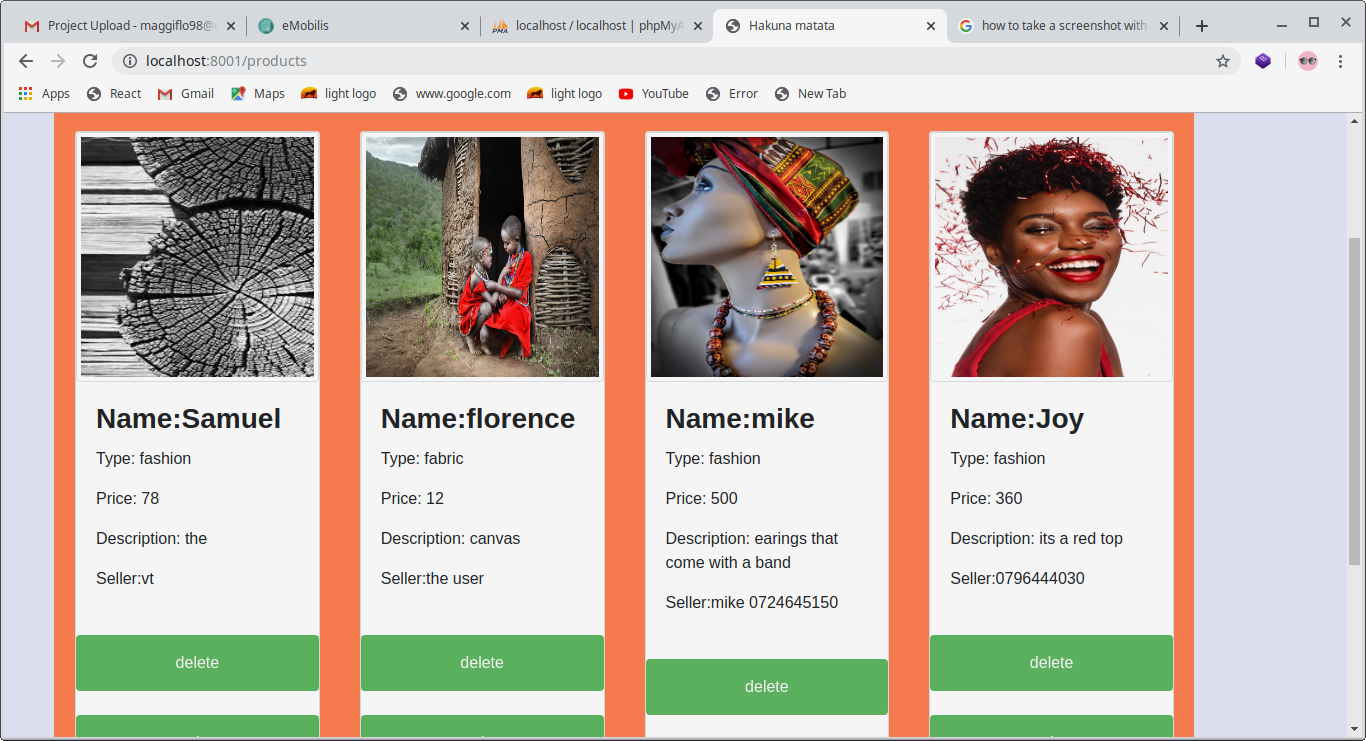 Project Upload - maggiflo98@g
eMobilis
PMA localhost / localhost | phpMyA
Hakuna matata
how to take a screenshot with
localhost:8001/products
Apps React Gmail Maps light logo www.google.com light logo YouTube Error New Tab
Name:Samuel
Type: fashion
Price: 78
Description: the
Seller:vt
delete
Name:florence
Type: fabric
Price: 12
Description: canvas
Seller:the user
delete
Name:mike
Type: fashion
Price: 500
Description: earings that
come with a band
Seller:mike 0724645150
delete
Name:Joy
Type: fashion
Price: 360
Description: its a red top
Seller:0796444030
delete